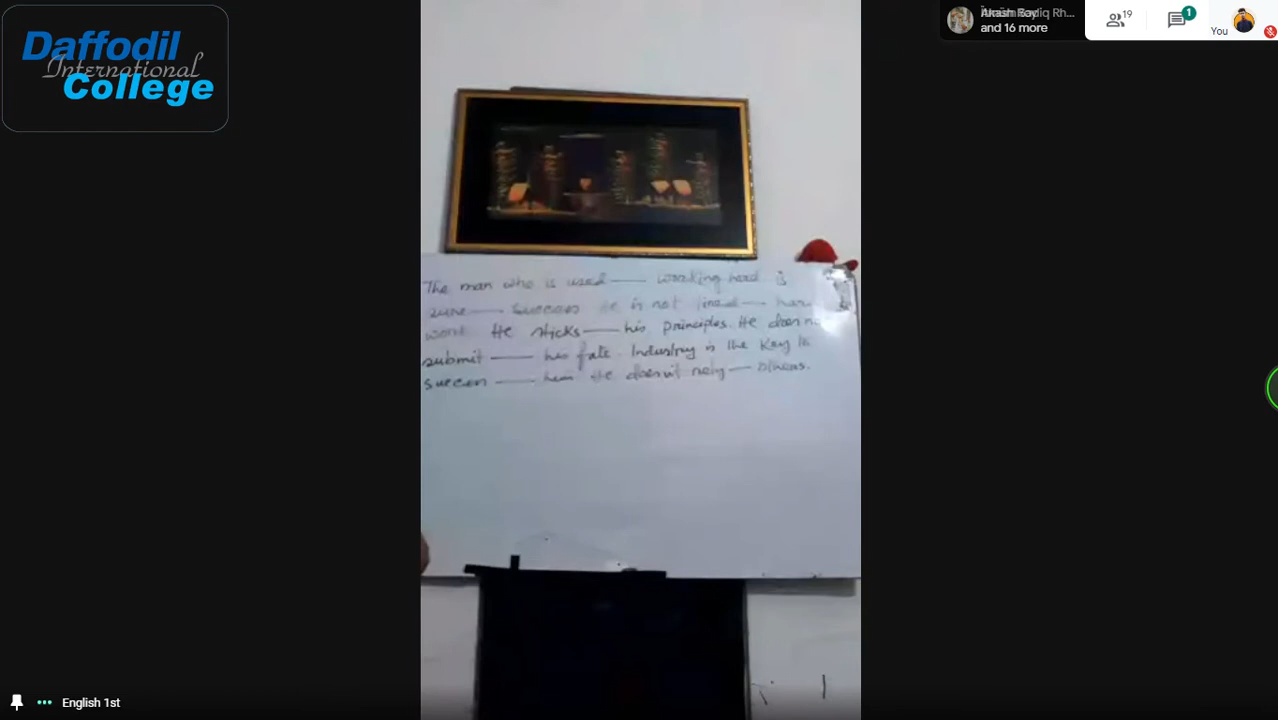 Daffodil
International
College
and 16 more
19
1
You
The man who is used — working hard is
sure — success He is not tired — har
work He sticks — his principles. He does n
submit — his fate. Industry is the key to
success — him He doesn't rely — others.
English 1st